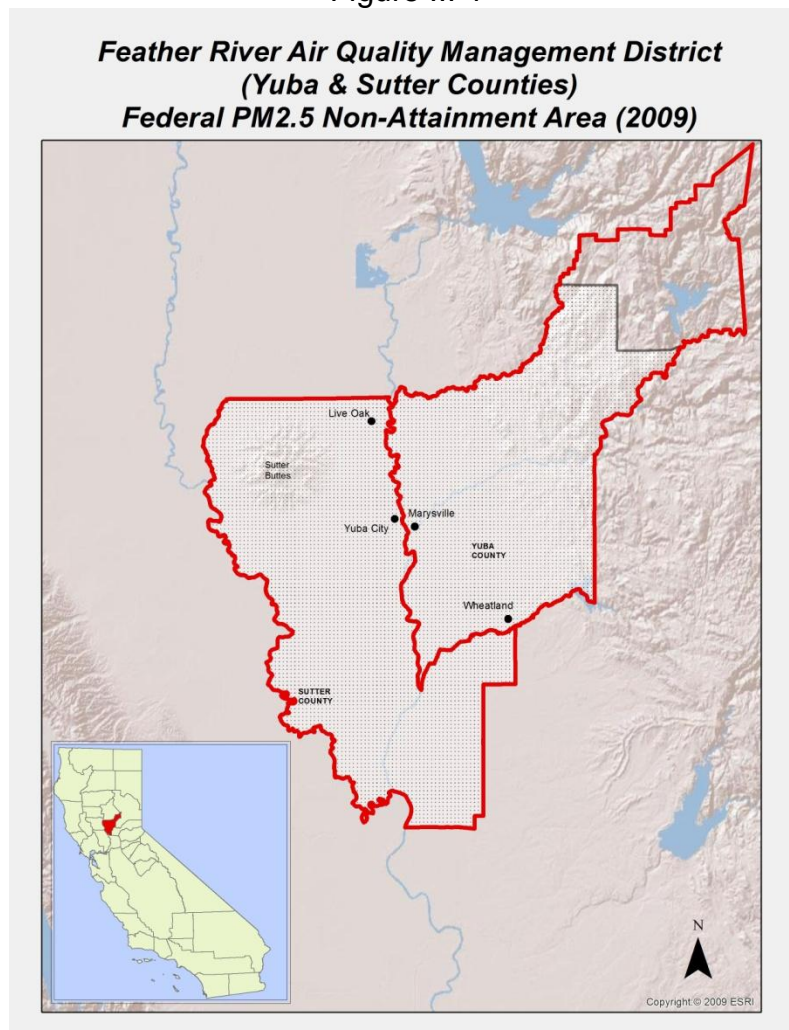 Feather River Air Quality Management District
(Yuba & Sutter Counties)
Federal PM2.5 Non-Attainment Area (2009)
Live Oak
Sutter
Buttes
Yuba City
Marysville
YUBA
COUNTY
Wheatland
SUTTER
COUNTY
N
Copyright © 2009 ESRI